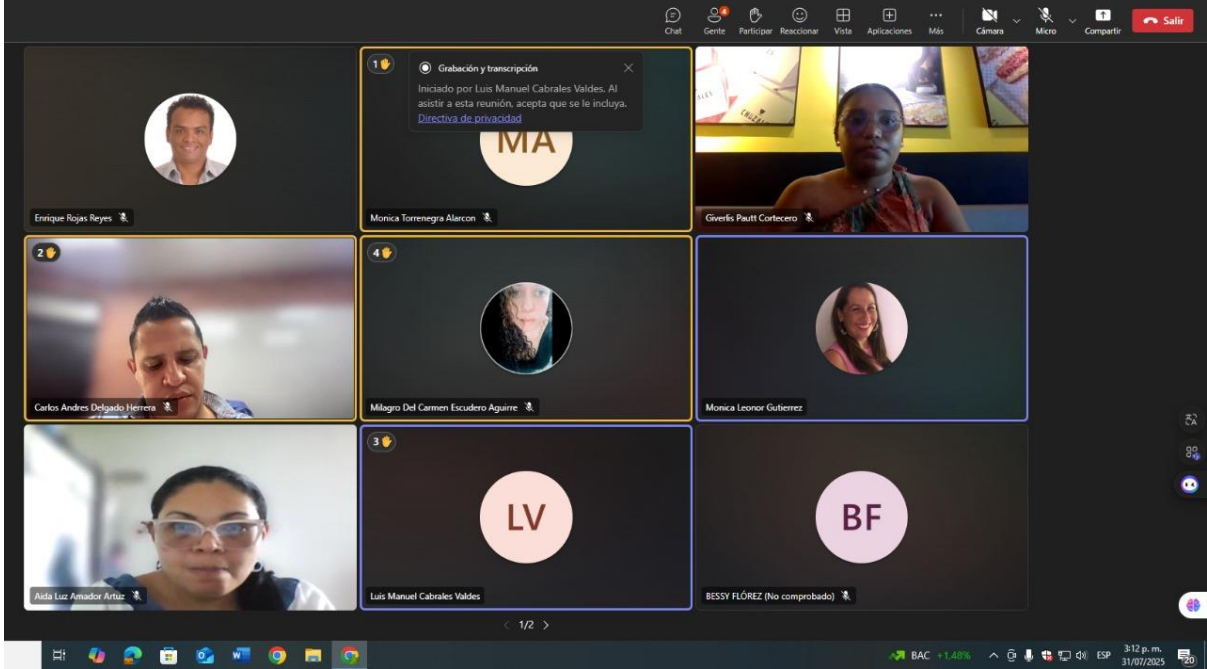 Chat
4
Gente
Participar
Reaccionar
Vista
Aplicaciones
Más
Cámara
Micro
Compartir
Salir
Enrique Rojas Reyes
1
Grabación y transcripción
Iniciado por Luis Manuel Cabrales Valdes. Al
asistir a esta reunión, acepta que se le incluya.
Directiva de privacidad
MA
Monica Torrenegra Alarcon
Giverlis Pautt Cortecero
2
Carlos Andres Delgado Herrera
4
Milagro Del Carmen Escudero Aguirre
Monica Leonor Gutierrez
Aida Luz Amador Artuz
3
LV
Luis Manuel Cabrales Valdes
BF
BESSY FLÓREZ (No comprobado)
1/2
BAC +1,48%
ESP
3:12 p. m.
31/07/2025
20